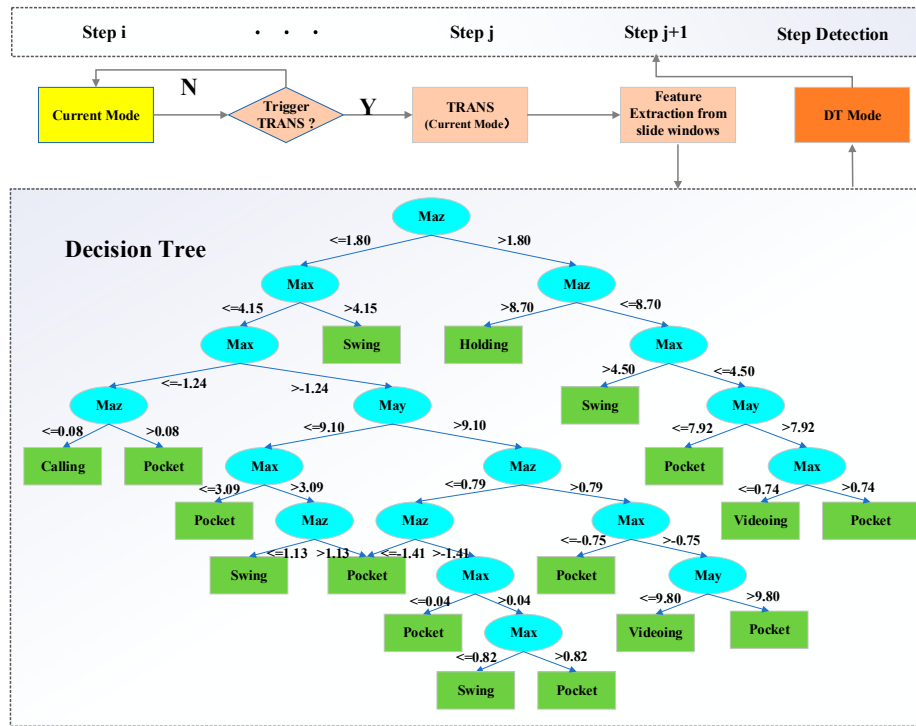 Step i
. . .
Step j
Step j+1
Step Detection
N
Y
Current Mode
Trigger
TRANS ?
TRANS
(Current Mode）
Feature
Extraction from
slide windows
DT Mode
Decision Tree
Maz
<=1.80
>1.80
Max
Maz
<=4.15
>4.15
>8.70
<=8.70
Max
Swing
Holding
Max
<=-1.24
>-1.24
>4.50
<=4.50
Maz
May
Swing
May
<=0.08
>0.08
<=9.10
>9.10
<=7.92
>7.92
Calling
Pocket
Max
Maz
Pocket
Max
<=3.09
>3.09
<=0.79
>0.79
<=0.74
>0.74
Pocket
Maz
Maz
Max
Videoing
Pocket
<=1.13
>1.13
<=-1.41
>-1.41
<=-0.75
>-0.75
Swing
Pocket
Max
Pocket
May
<=0.04
>0.04
<=9.80
>9.80
Pocket
Max
Videoing
Pocket
<=0.82
>0.82
Swing
Pocket